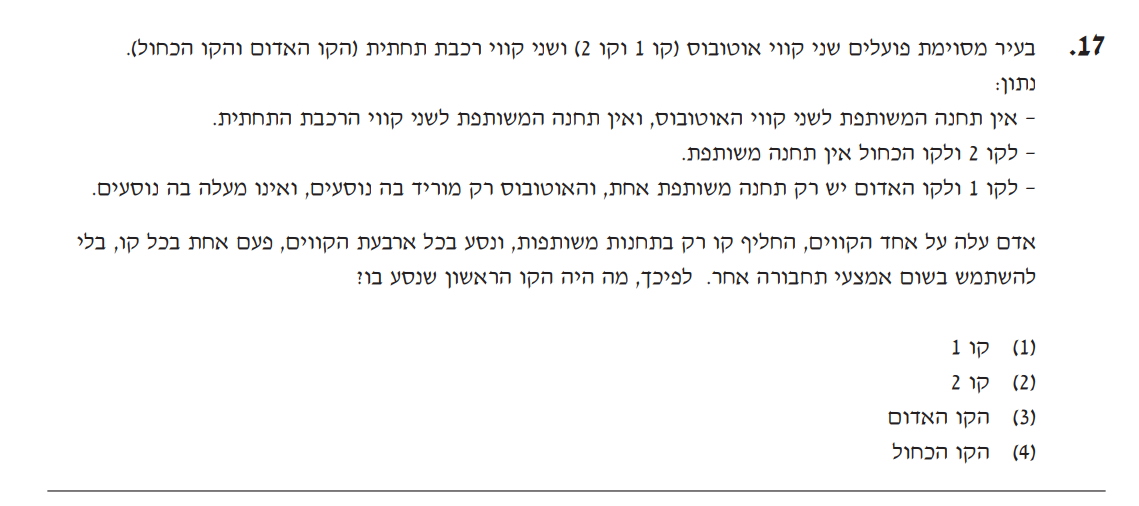 17. בעיר מסוימת פועלים שני קווי אוטובוס (קו 1 וקו 2) ושני קווי רכבת תחתית (הקו האדום והקו הכחול).
נתון:
– אין תחנה המשותפת לשני קווי האוטובוס, ואין תחנה המשותפת לשני קווי הרכבת התחתית.
– לקו 2 ולקו הכחול אין תחנה משותפת.
– לקו 1 ולקו האדום יש רק תחנה משותפת אחת, והאוטובוס רק מוריד בה נוסעים, ואינו מעלה בה נוסעים.
אדם עלה על אחד הקווים, החליף קו רק בתחנות משותפות, ונסע בכל ארבעת הקווים, פעם אחת בכל קו, בלי
להשתמש בשום אמצעי תחבורה אחר. לפיכך, מה היה הקו הראשון שנסע בו?
(1) קו 1
(2) קו 2
(3) הקו האדום
(4) הקו הכחול